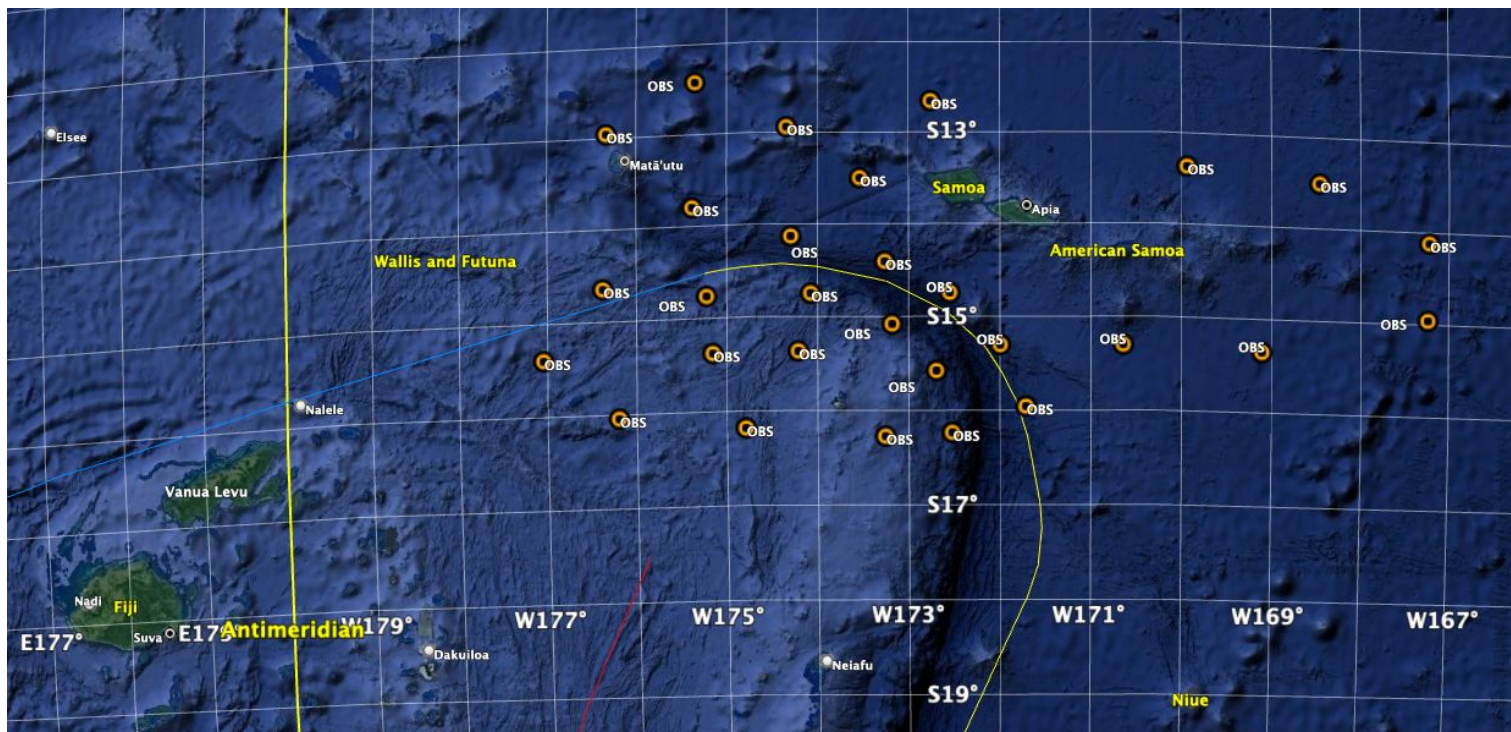 OBS
OBS
OBS
S13°
OBS
Elsee
OBS
Matā'utu
OBS
OBS
OBS
Samoa
OBS
Apia
OBS
OBS
American Samoa
Wallis and Futuna
OBS
OBS
OBS
OBS
OBS
OBS
S15°
OBS
OBS
OBS
OBS
OBS
OBS
OBS
OBS
OBS
OBS
Nalele
OBS
OBS
OBS
OBS
OBS
Vanua Levu
S17°
Nadi
Fiji
Suva
E177°
E179°
Antimeridian
W179°
W177°
W175°
W173°
W171°
W169°
W167°
Dakuiloa
Neiafu
S19°
Niue